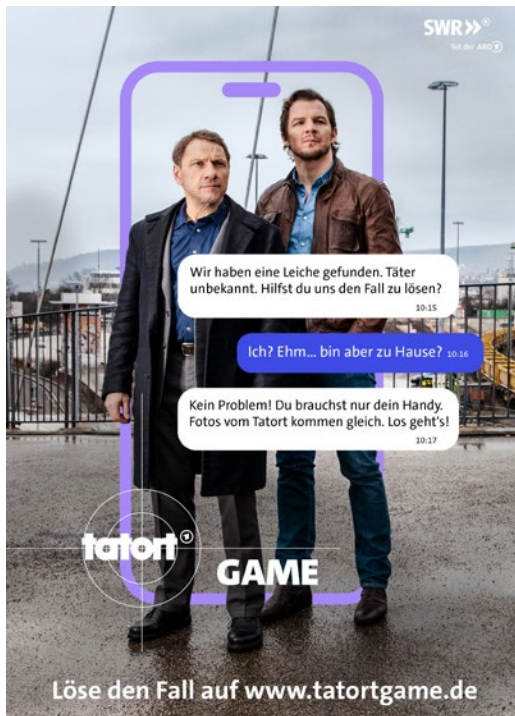 SWR»
Teil der ARD
Wir haben eine Leiche gefunden. Täter
unbekannt. Hilfst du uns den Fall zu lösen?
10:15
Ich? Ehm... bin aber zu Hause? 10:16
Kein Problem! Du brauchst nur dein Handy.
Fotos vom Tatort kommen gleich. Los geht's!
10:17
tatort
GAME
Löse den Fall auf www.tatortgame.de